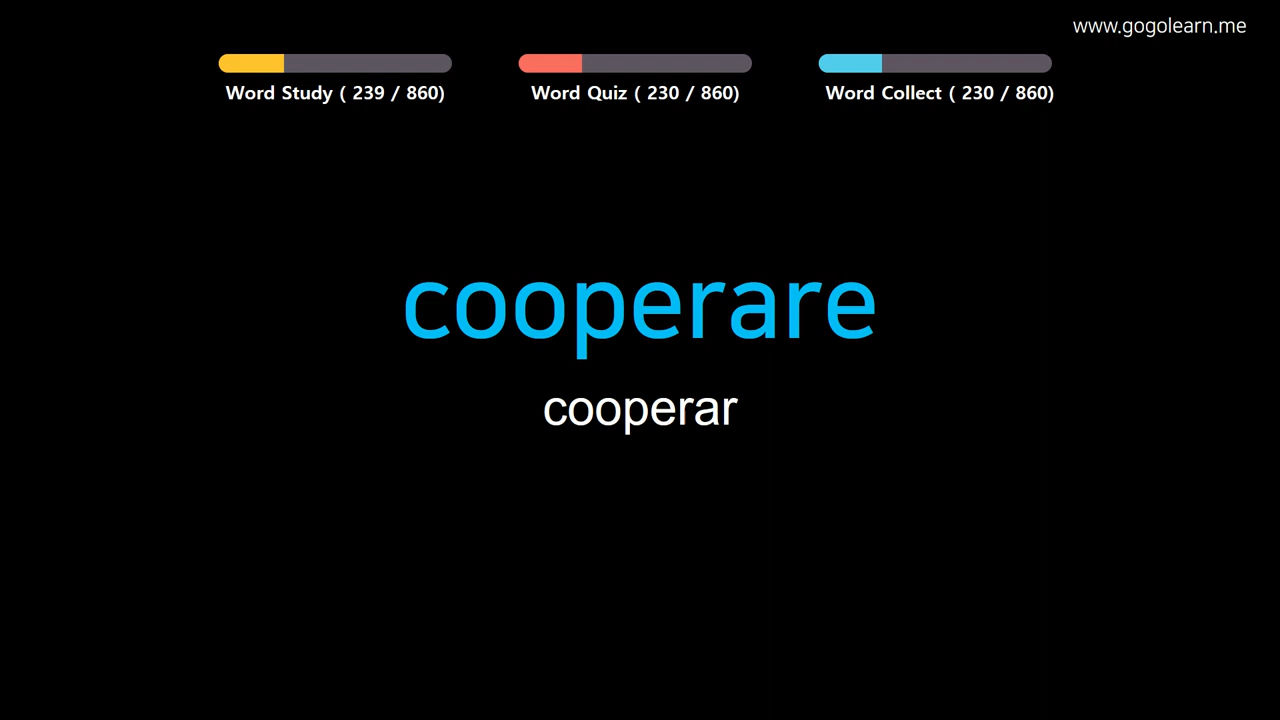 www.gogolearn.me
Word Study ( 239 / 860)
Word Quiz ( 230 / 860)
Word Collect ( 230 / 860)
cooperare
cooperar